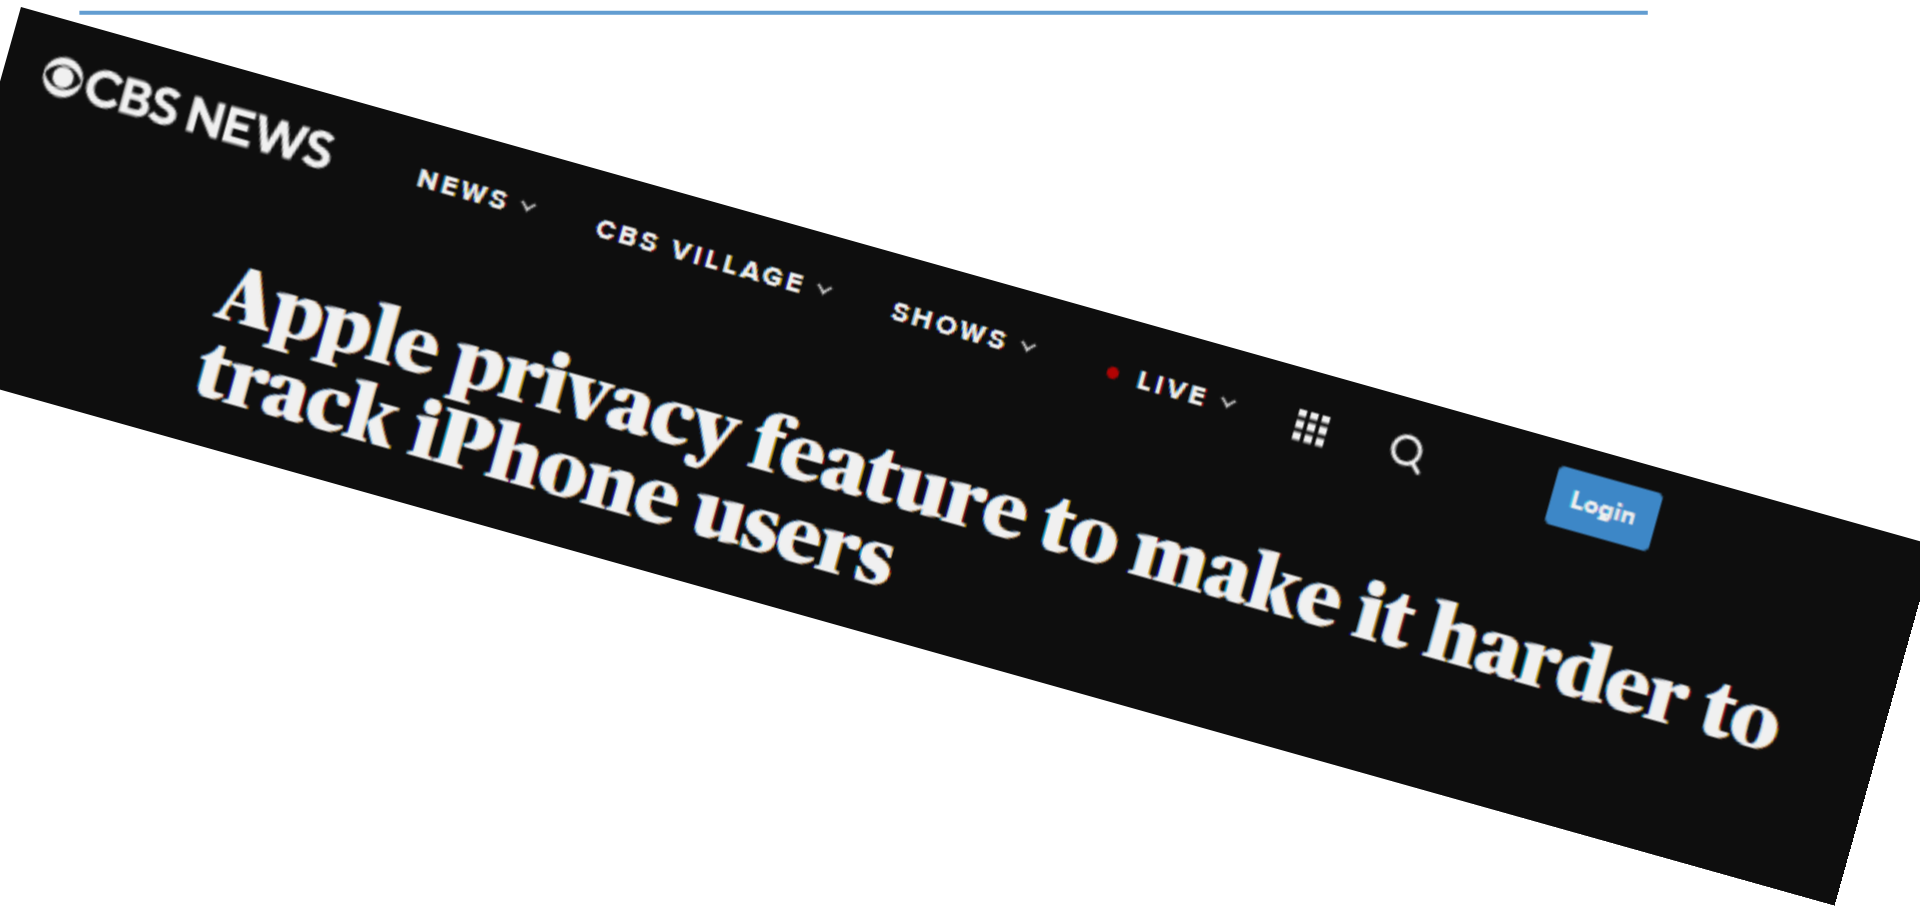 CBS NEWS
NEWS
CBS VILLAGE
SHOWS
LIVE
Login
Apple privacy feature to make it harder to
track iPhone users